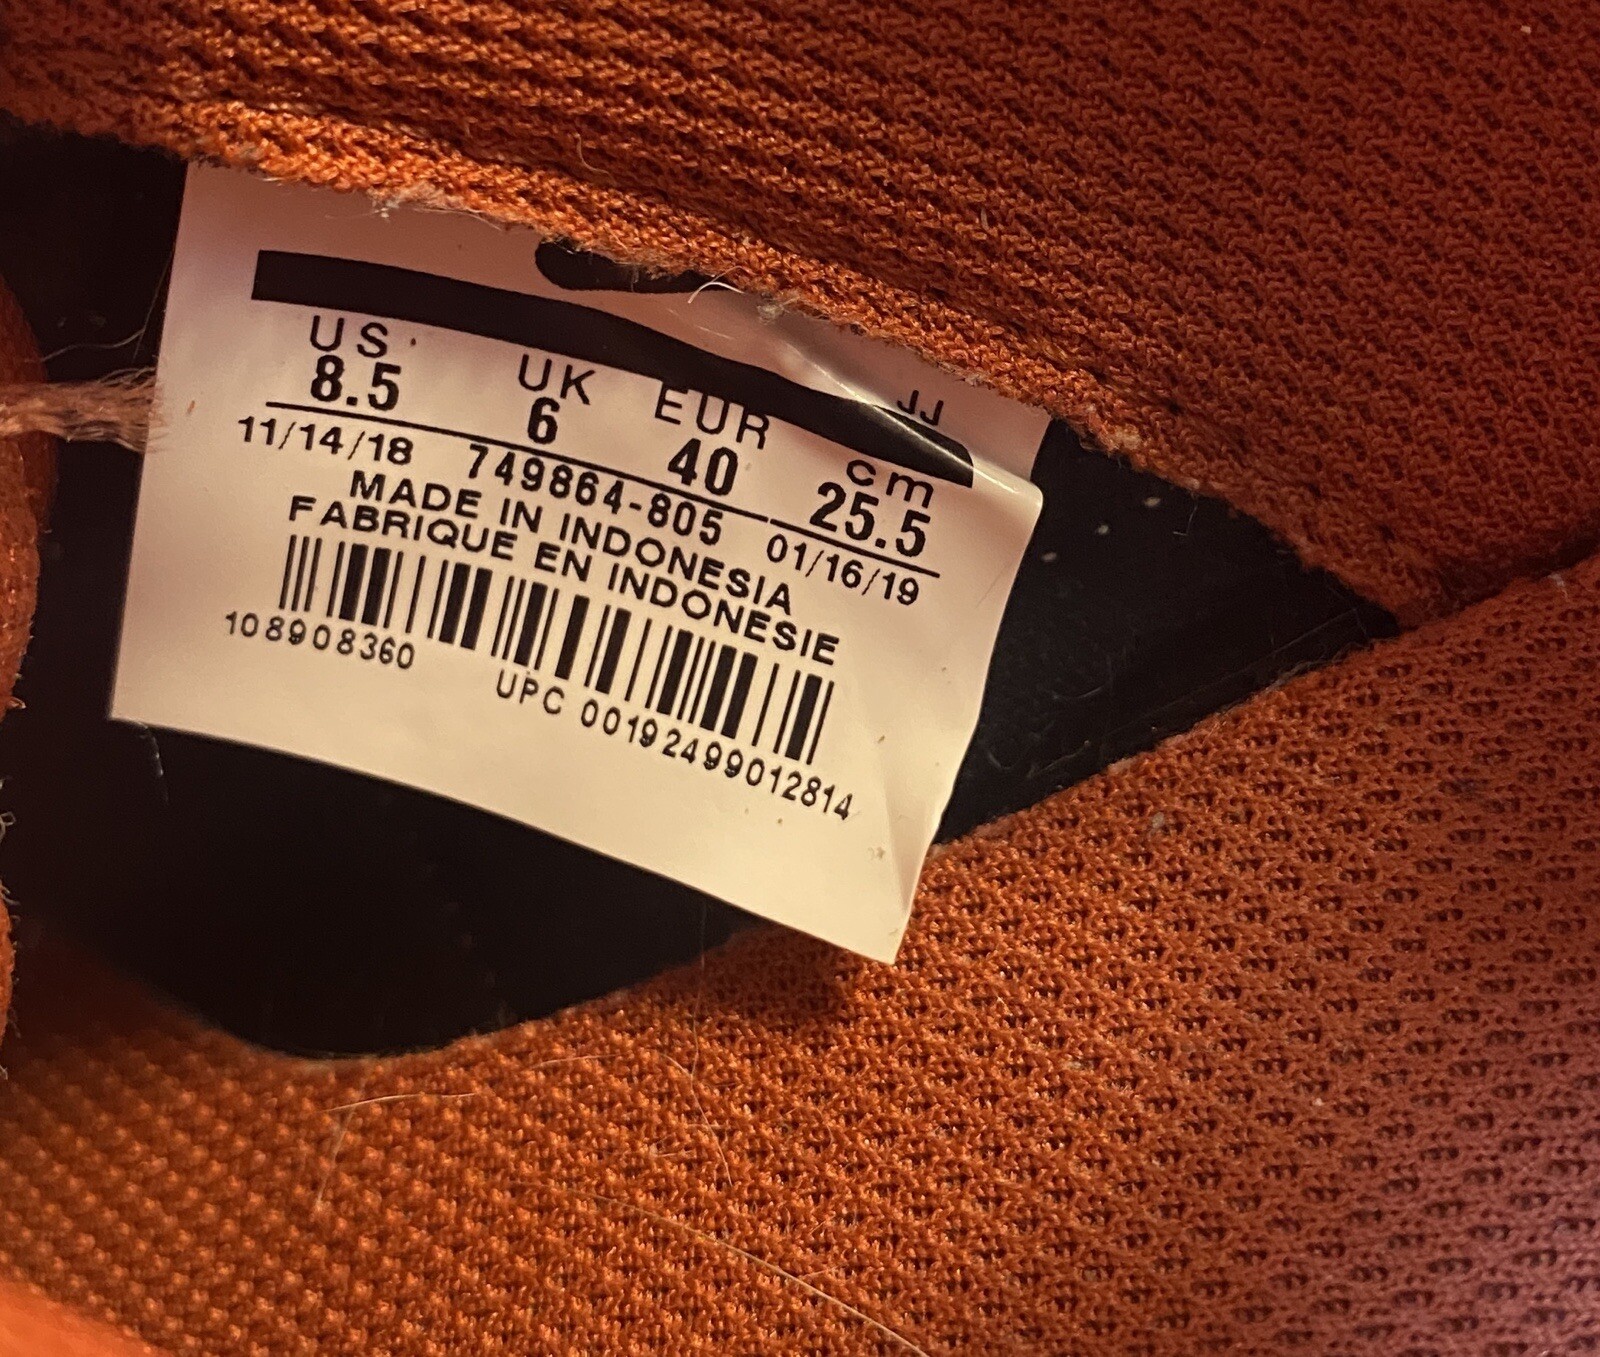 JJ
US UK EUR cm
8.5 6 40 25.5
11/14/18 749864-805 01/16/19
MADE IN INDONESIA
FABRIQUE EN INDONESIE
108908360 UPC 00192499012814